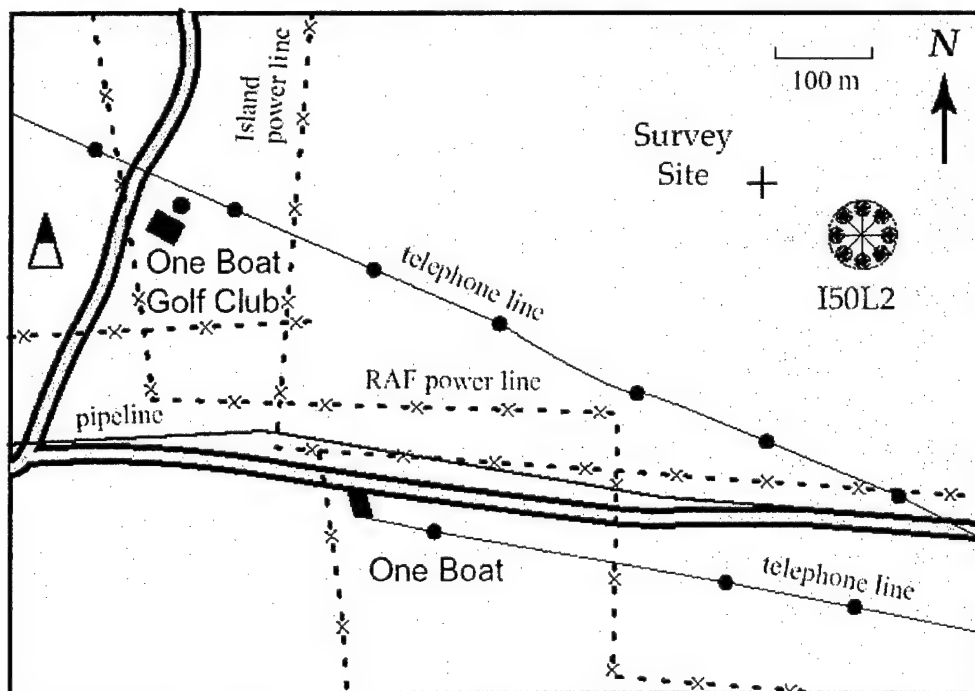 Island
power line
N
100 m
Survey
Site
telephone line
One Boat
Golf Club
I50L2
RAF power line
pipeline
One Boat
telephone line